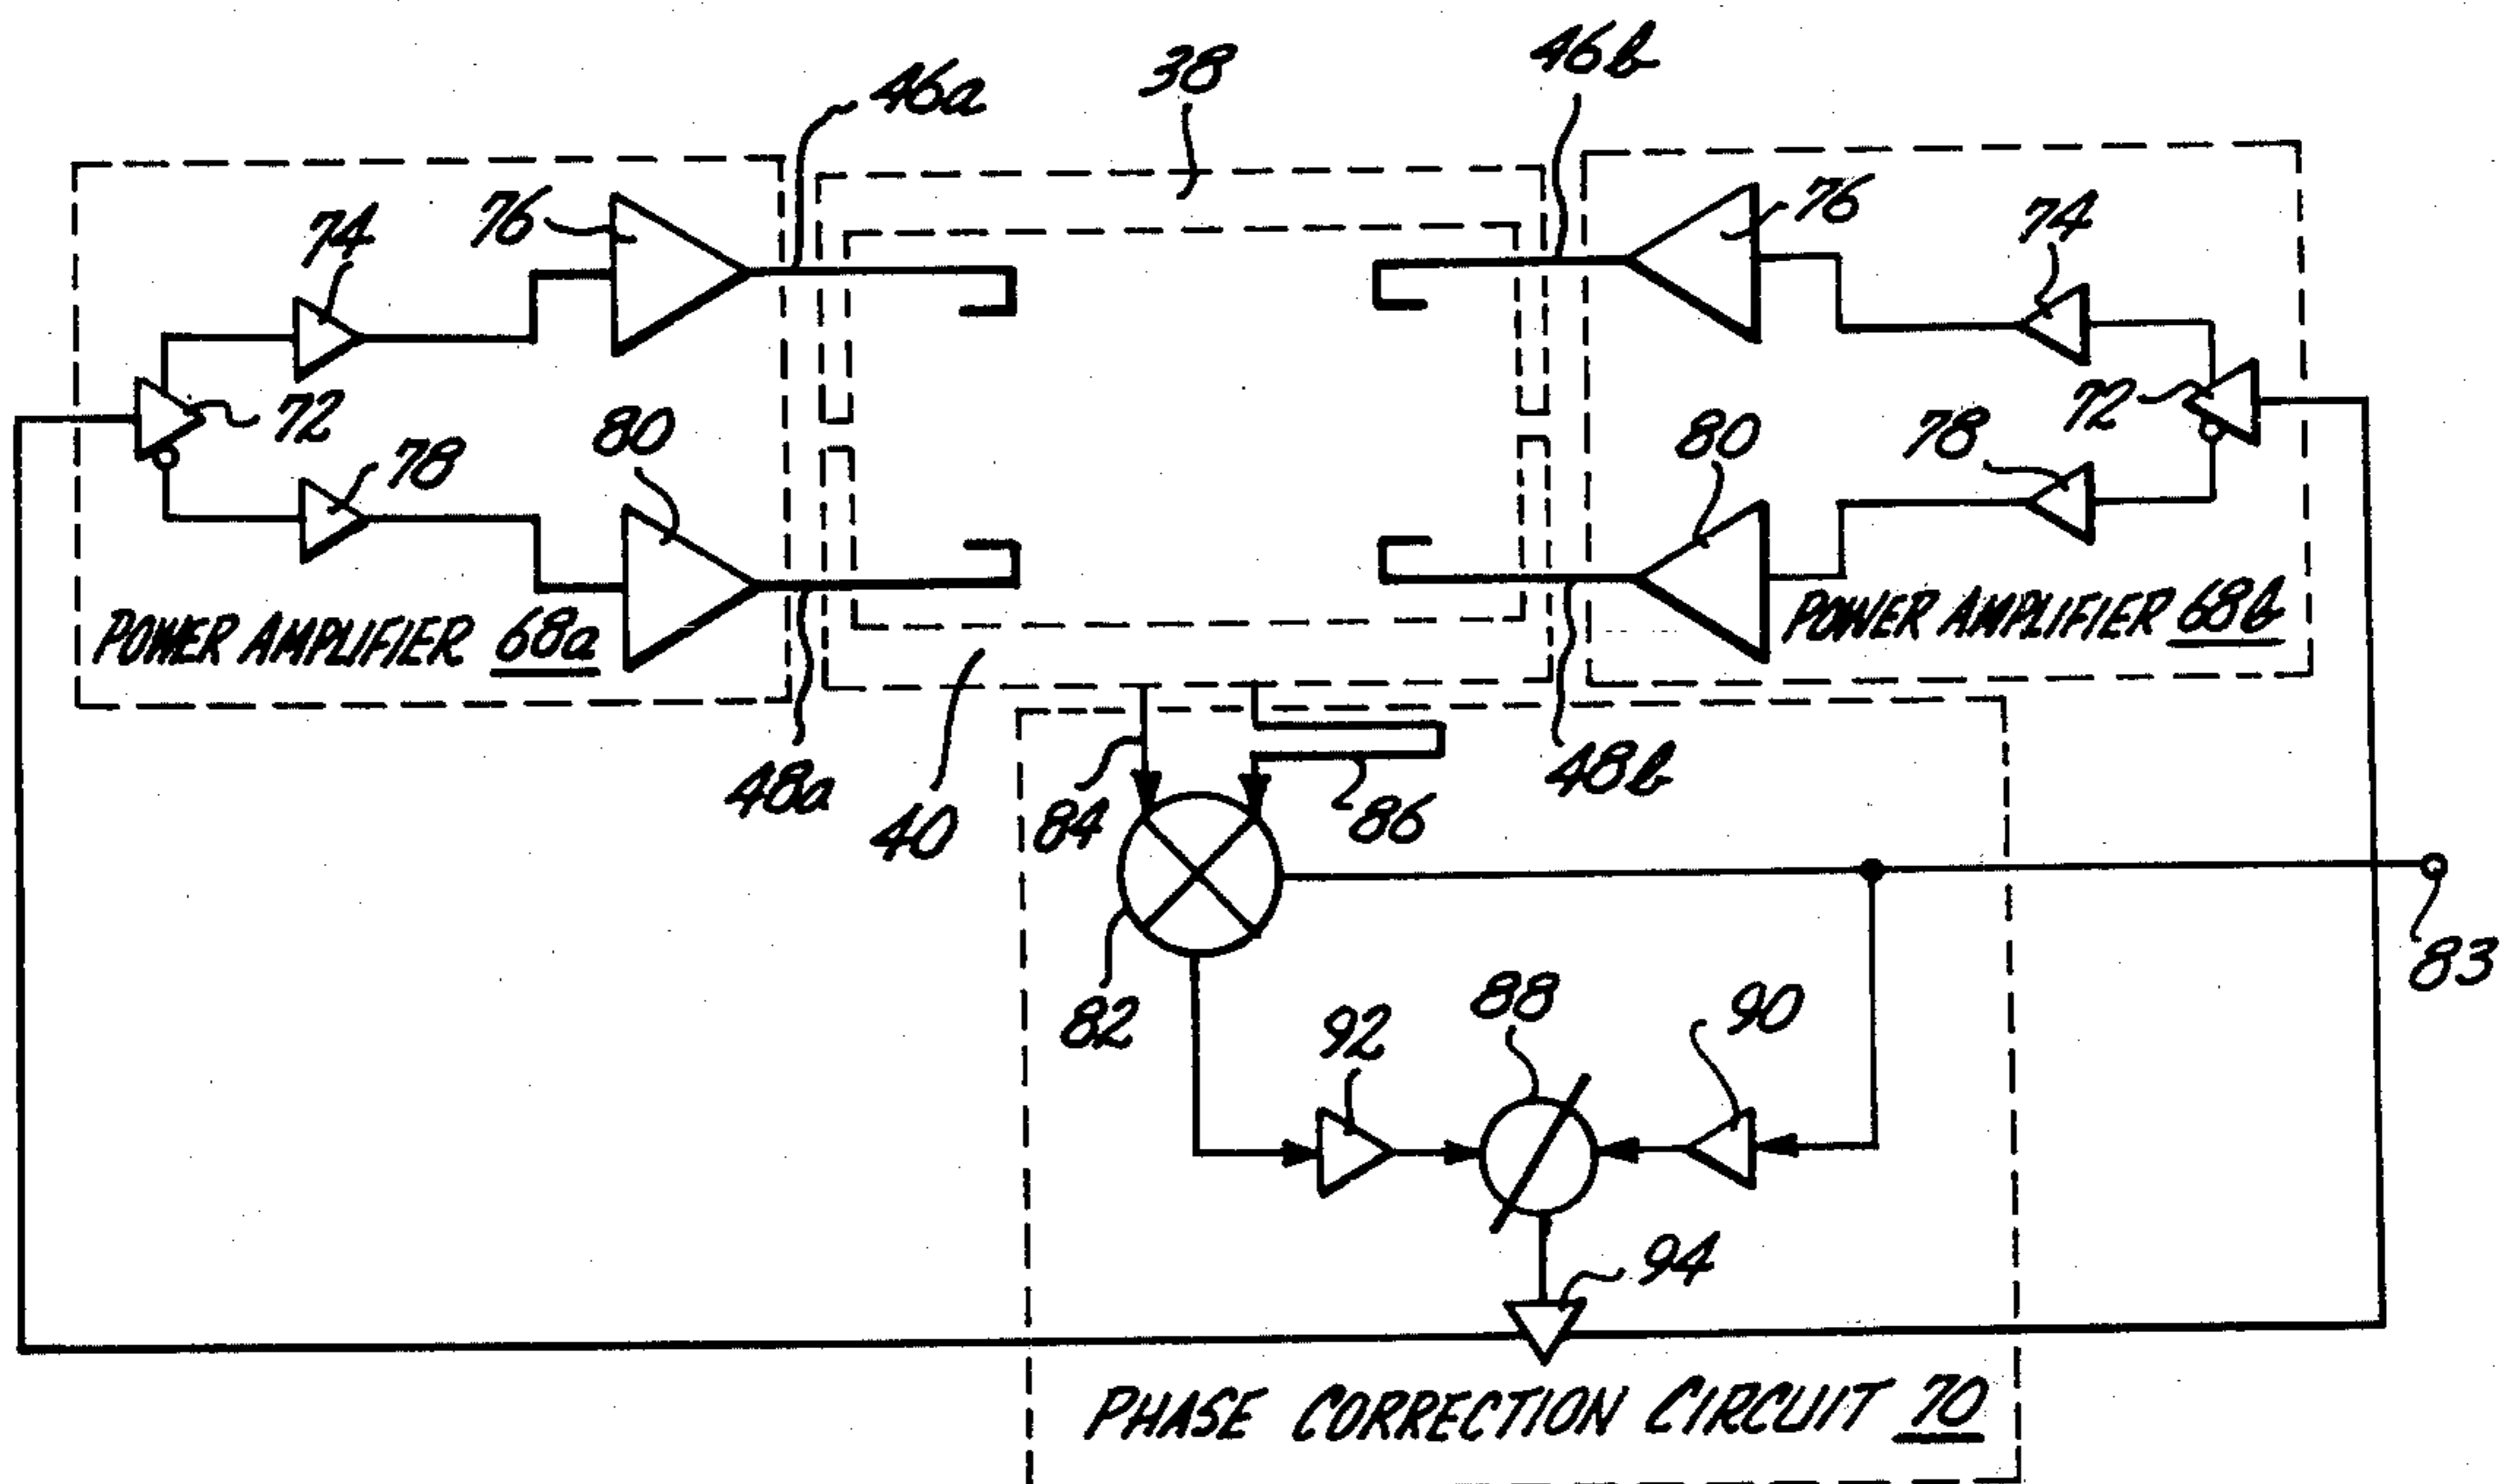 46a
38
46b
76
74
76
74
72
80
78
80
78
72
POWER AMPLIFIER 68a
POWER AMPLIFIER 68b
48a
40
84
86
48b
82
83
92
88
90
94
PHASE CORRECTION CIRCUIT 70